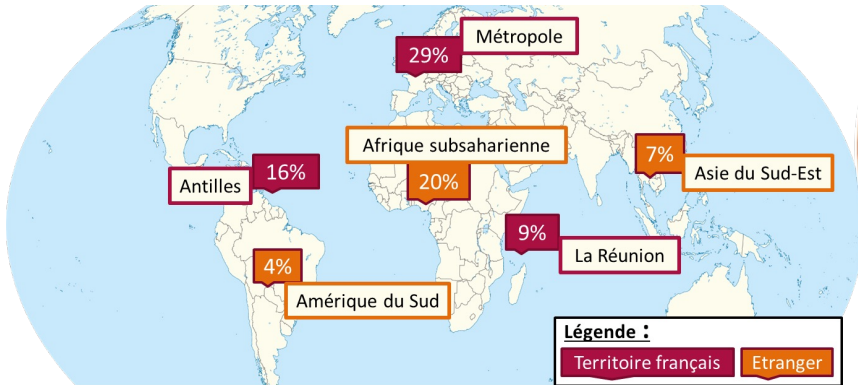 Métropole
29%
Afrique subsaharienne
7%
16%
20%
Asie du Sud-Est
Antilles
9%
La Réunion
4%
Amérique du Sud
Légende :
Territoire français
Etranger